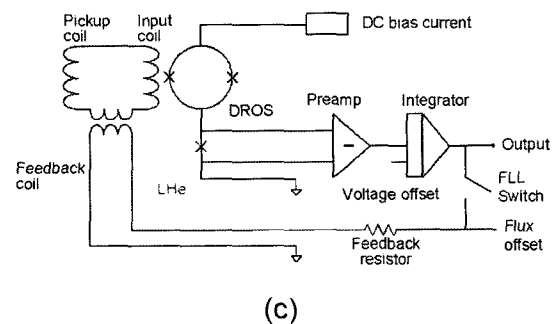 Pickup coil
Input coil
DC bias current
DROS
Preamp
Integrator
Output
Feedback coil
LHe
Voltage offset
FLL Switch
Feedback resistor
Flux offset
(c)